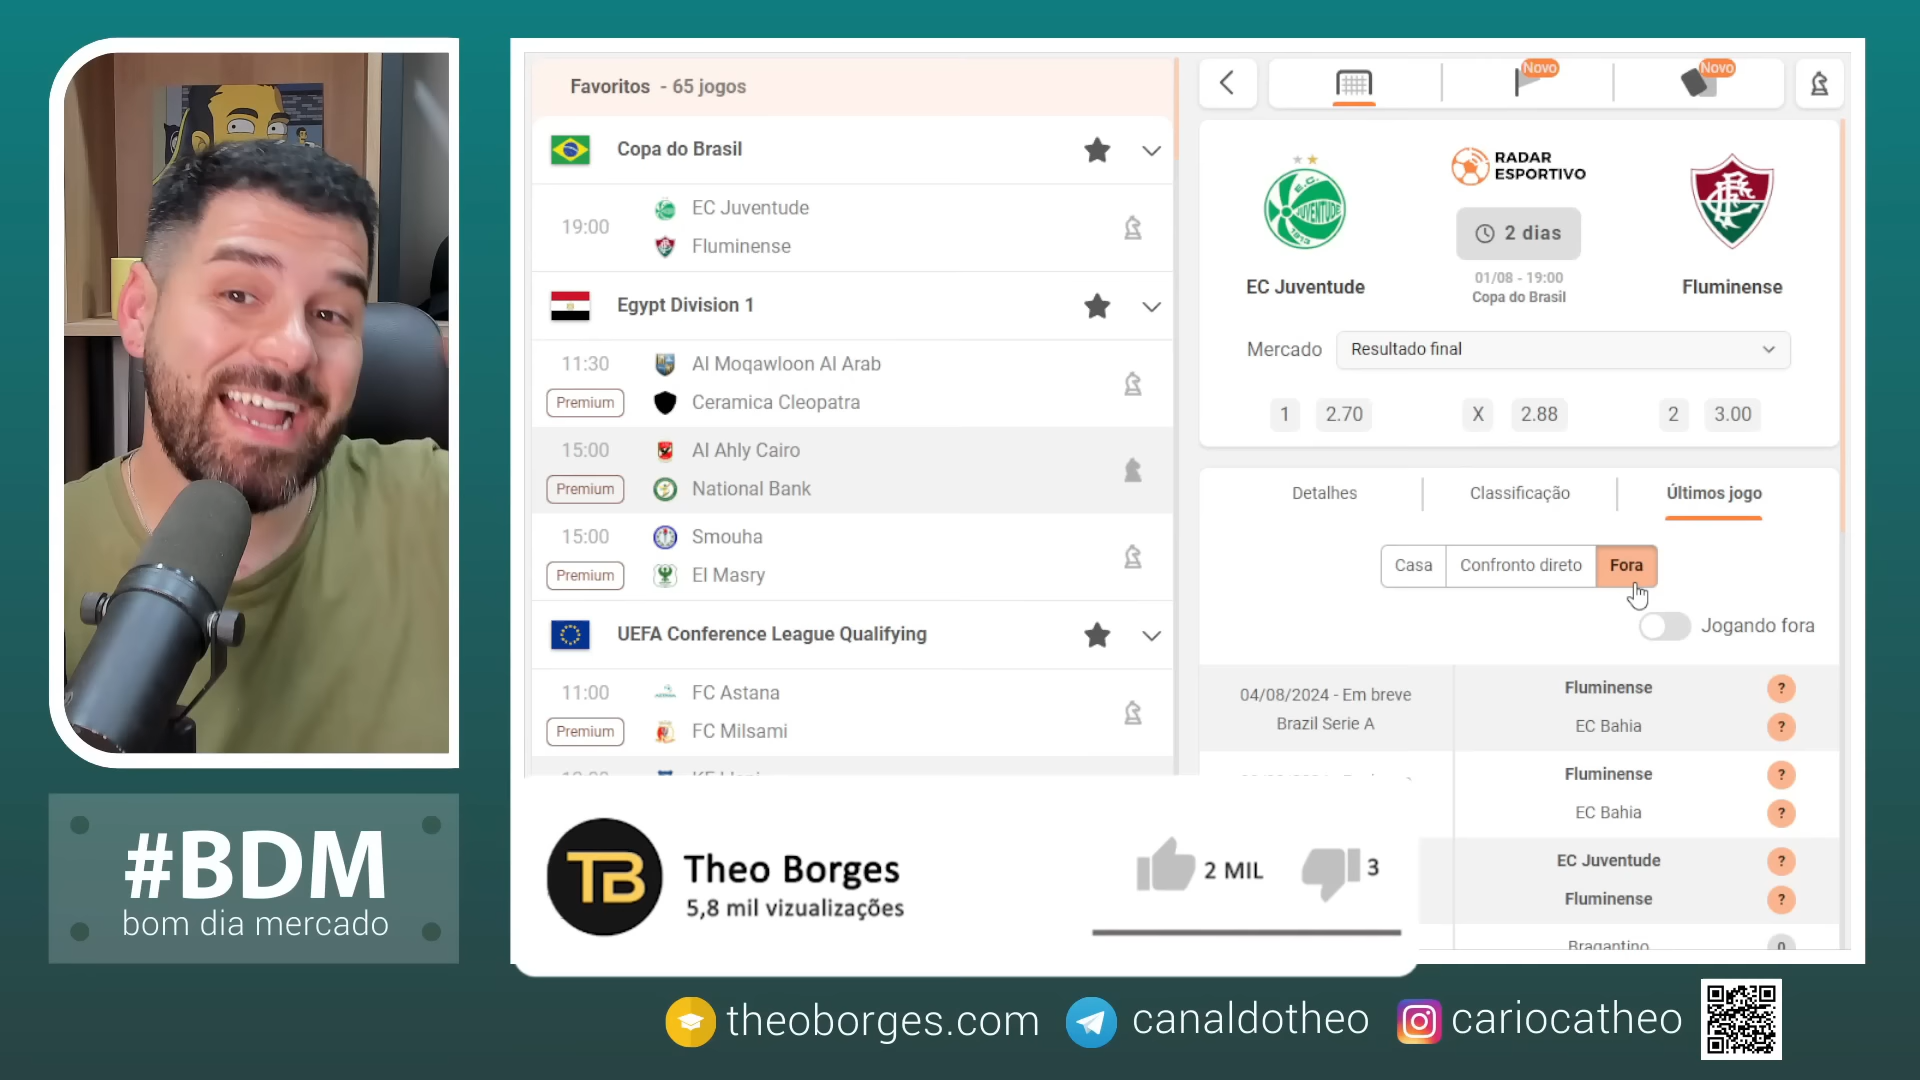 #BDM
bom dia mercado
Favoritos - 65 jogos
Copa do Brasil
19:00
EC Juventude
Fluminense
Egypt Division 1
11:30
Premium
Al Moqawloon Al Arab
Ceramica Cleopatra
15:00
Premium
Al Ahly Cairo
National Bank
15:00
Premium
Smouha
El Masry
UEFA Conference League Qualifying
11:00
Premium
FC Astana
FC Milsami
Novo
Novo
E.C.
JUVENTUDE
1913
RADAR
ESPORTIVO
2 dias
01/08 - 19:00
Copa do Brasil
EC Juventude
Fluminense
Mercado
Resultado final
1 2.70 X 2.88 2 3.00
Detalhes
Classificação
Últimos jogo
Casa
Confronto direto
Fora
Jogando fora
04/08/2024 - Em breve
Brazil Serie A
Fluminense ?
EC Bahia ?
Fluminense ?
EC Bahia ?
EC Juventude ?
Fluminense ?
Bragantino 0
TB
Theo Borges
5,8 mil vizualizações
2 MIL
3
theoborges.com
canaldotheo
cariocatheo